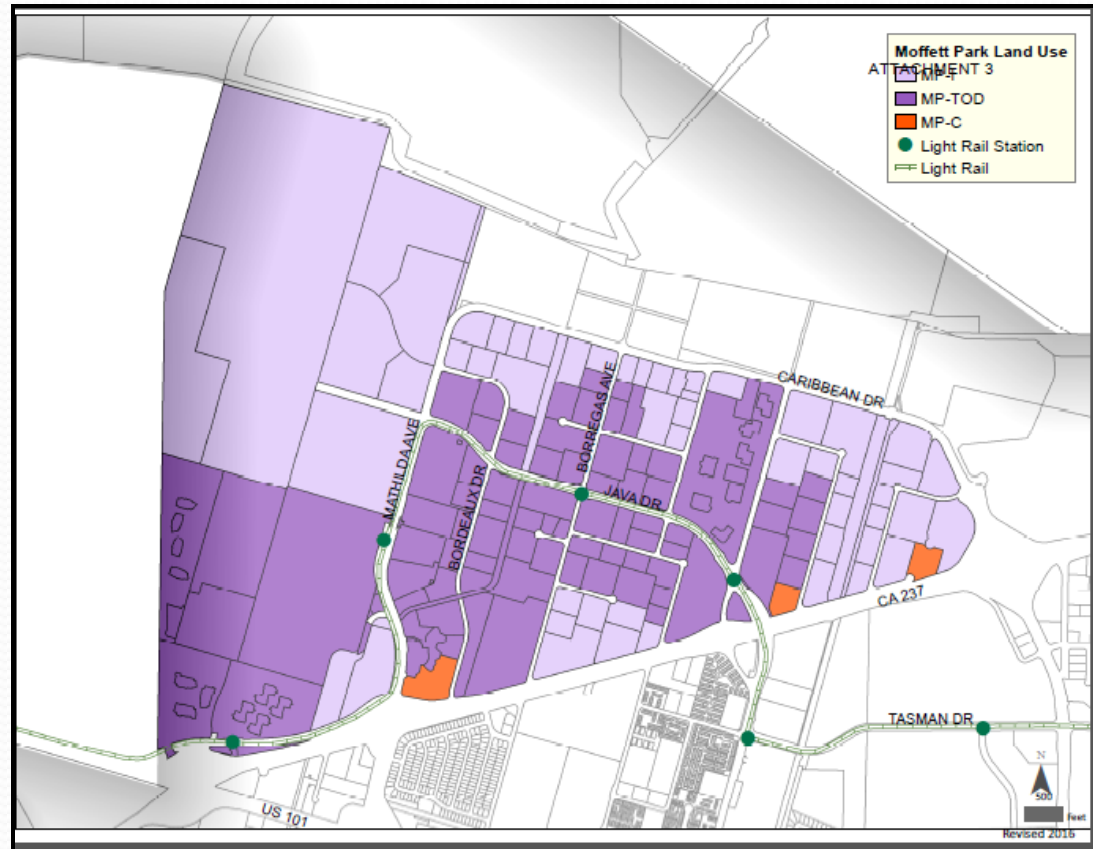 Moffett Park Land Use
ATTACHMENT 3
MP-I
MP-TOD
MP-C
Light Rail Station
Light Rail
CARIBBEAN DR
BORREGAS AVE
MATHILDA AVE
JAVA DR
BORDEAUX DR
CA 237
TASMAN DR
US 101
N
500
Feet
Revised 2016